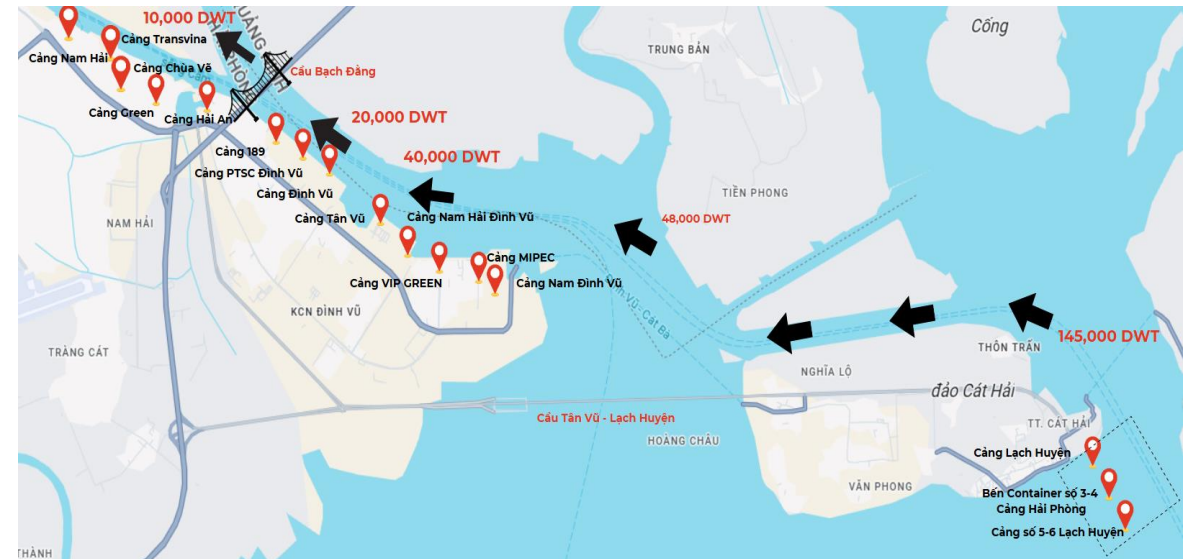 10,000 DWT
Cảng Transvina
Cảng Nam Hải
Cảng Chùa Vẽ
Cảng Green
Cảng Hải An
Cầu Bạch Đằng
20,000 DWT
Cảng 189
Cảng PTSC Đình Vũ
Cảng Đình Vũ
40,000 DWT
Cảng Tân Vũ
Cảng Nam Hải Đình Vũ
Cảng VIP GREEN
Cảng MIPEC
Cảng Nam Đình Vũ
48,000 DWT
TRUNG BẢN
Cống
TIỀN PHONG
NAM HẢI
KCN ĐÌNH VŨ
TRÀNG CÁT
Đình Vũ - Cát Bà
145,000 DWT
THÔN TRẤN
NGHĨA LỘ
đảo Cát Hải
TT. CÁT HẢI
Cầu Tân Vũ - Lạch Huyện
HOÀNG CHÂU
VĂN PHONG
Cảng Lạch Huyện
Bến Container số 3-4
Cảng Hải Phòng
Cảng số 5-6 Lạch Huyện
THÀNH